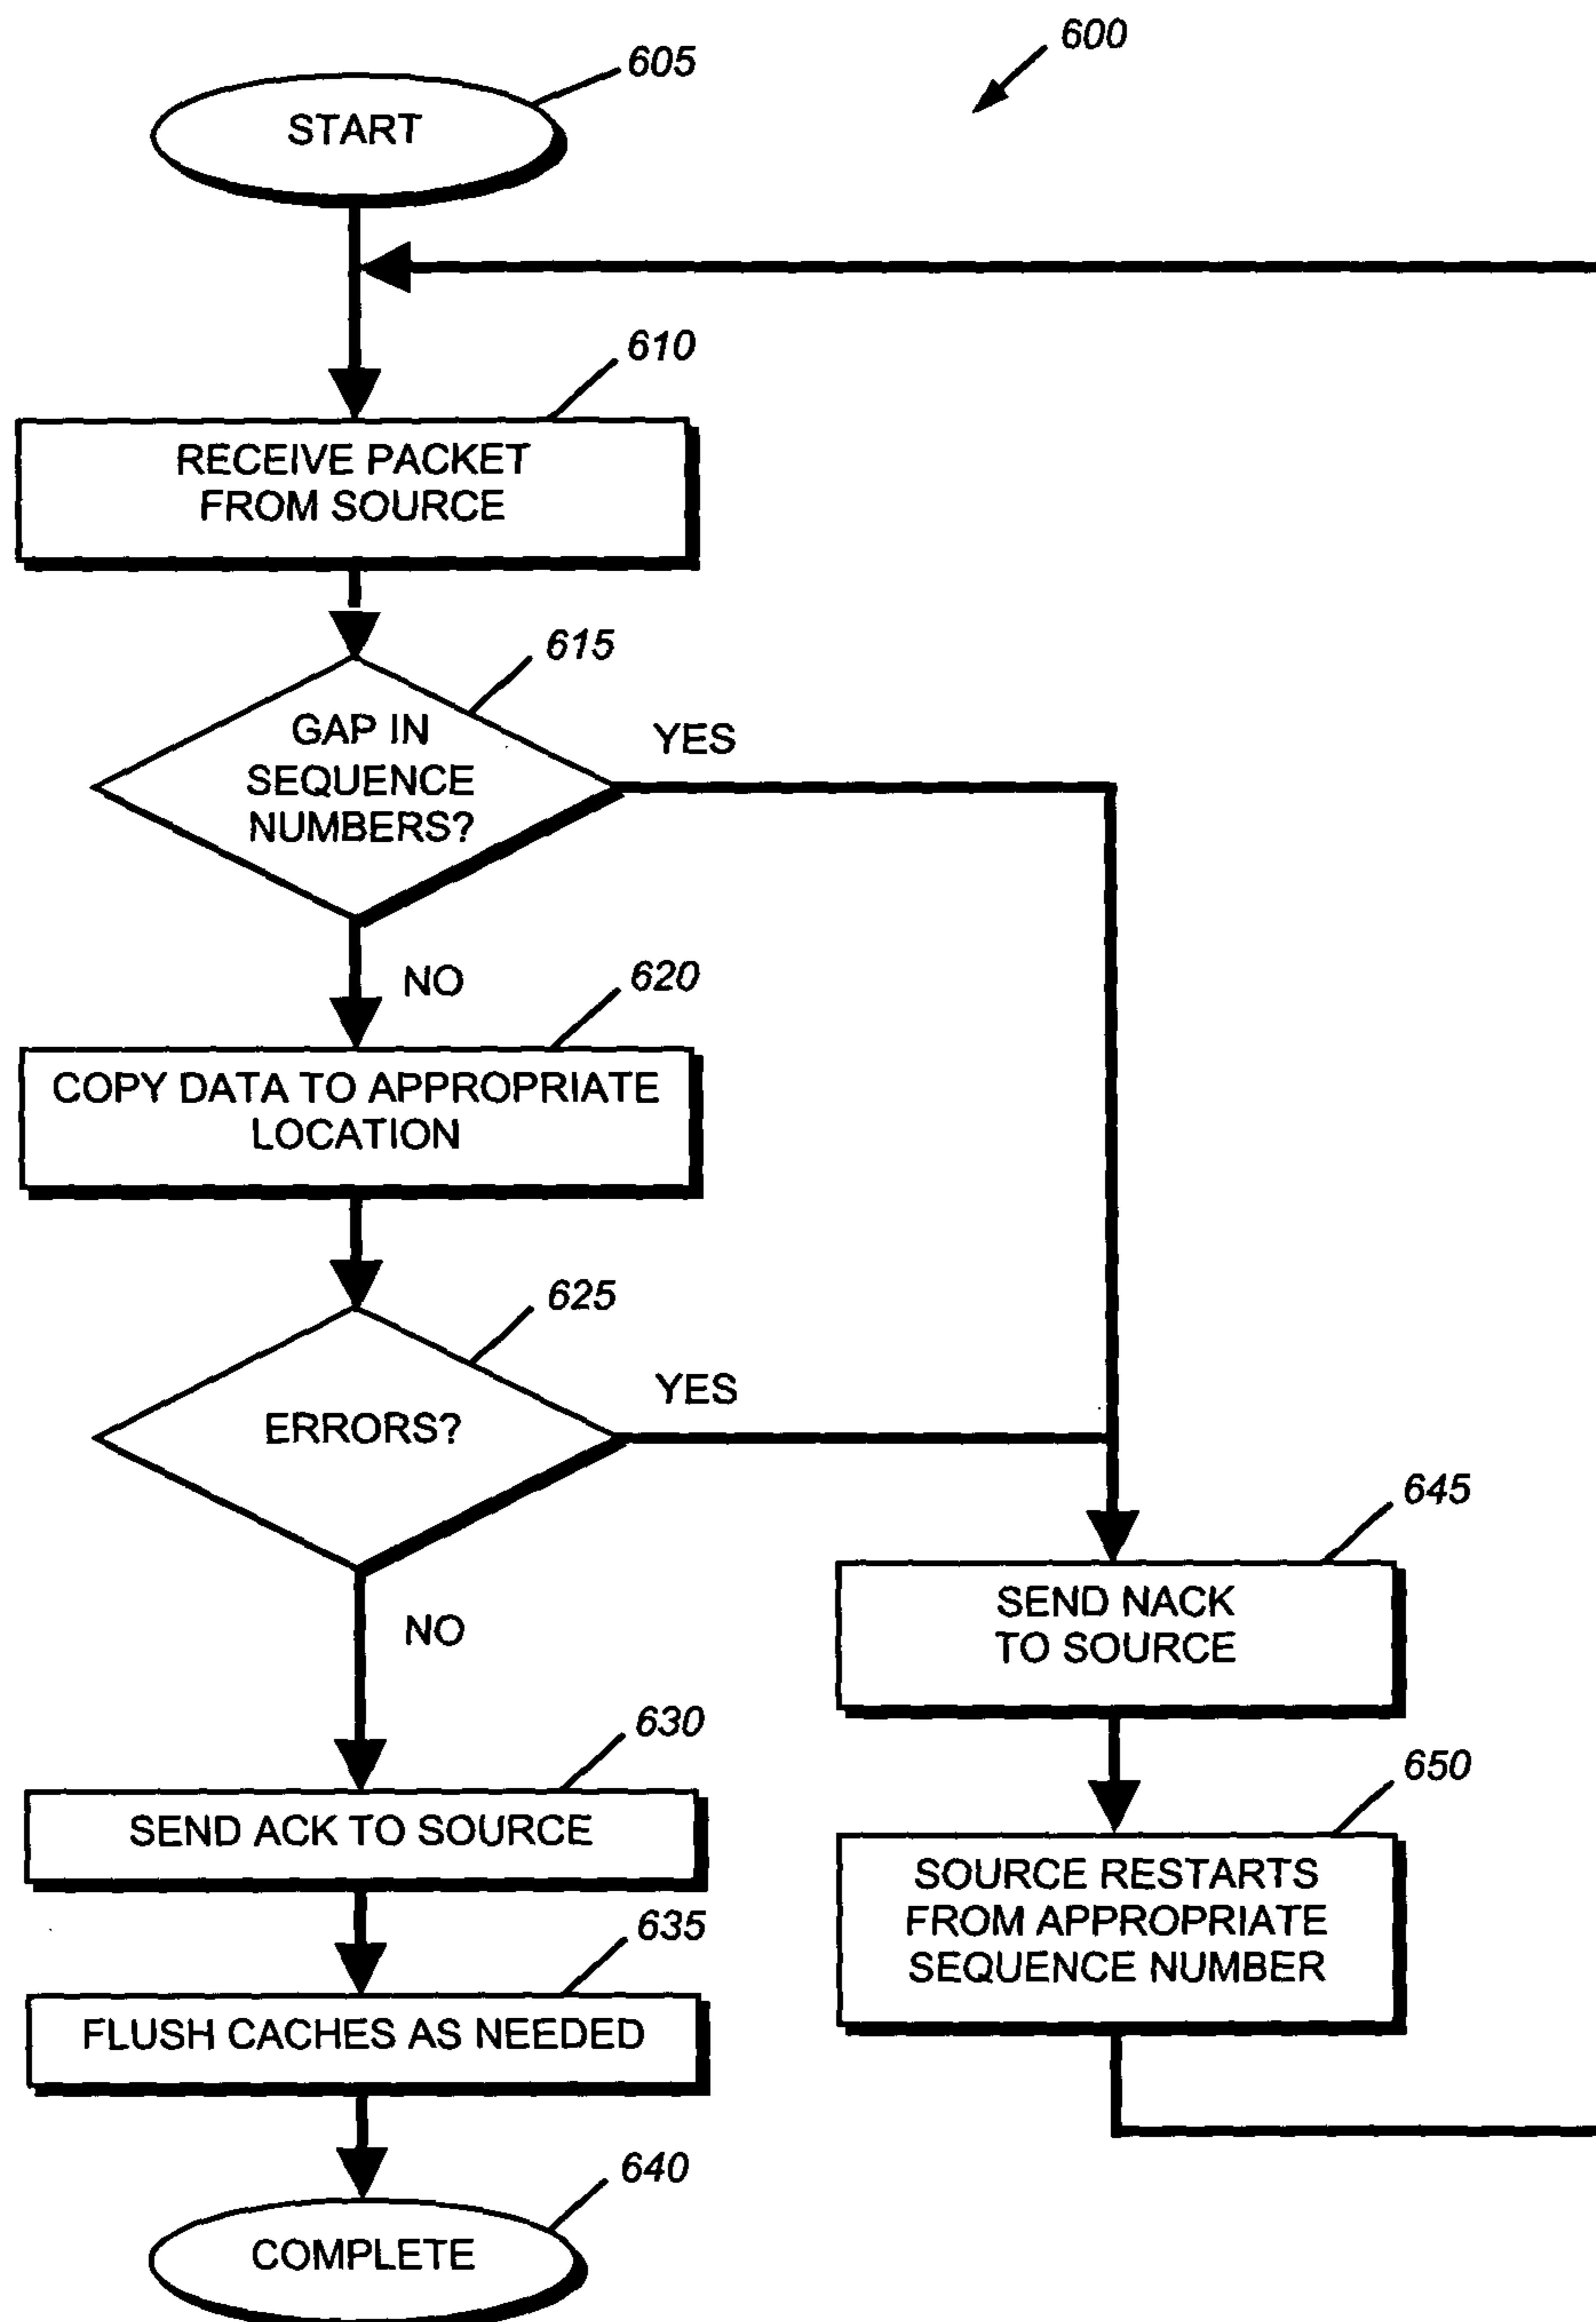 600
605
START
610
RECEIVE PACKET
FROM SOURCE
615
GAP IN
SEQUENCE
NUMBERS?
YES
NO
620
COPY DATA TO APPROPRIATE
LOCATION
625
ERRORS?
YES
NO
645
SEND NACK
TO SOURCE
630
SEND ACK TO SOURCE
650
SOURCE RESTARTS
FROM APPROPRIATE
SEQUENCE NUMBER
635
FLUSH CACHES AS NEEDED
640
COMPLETE